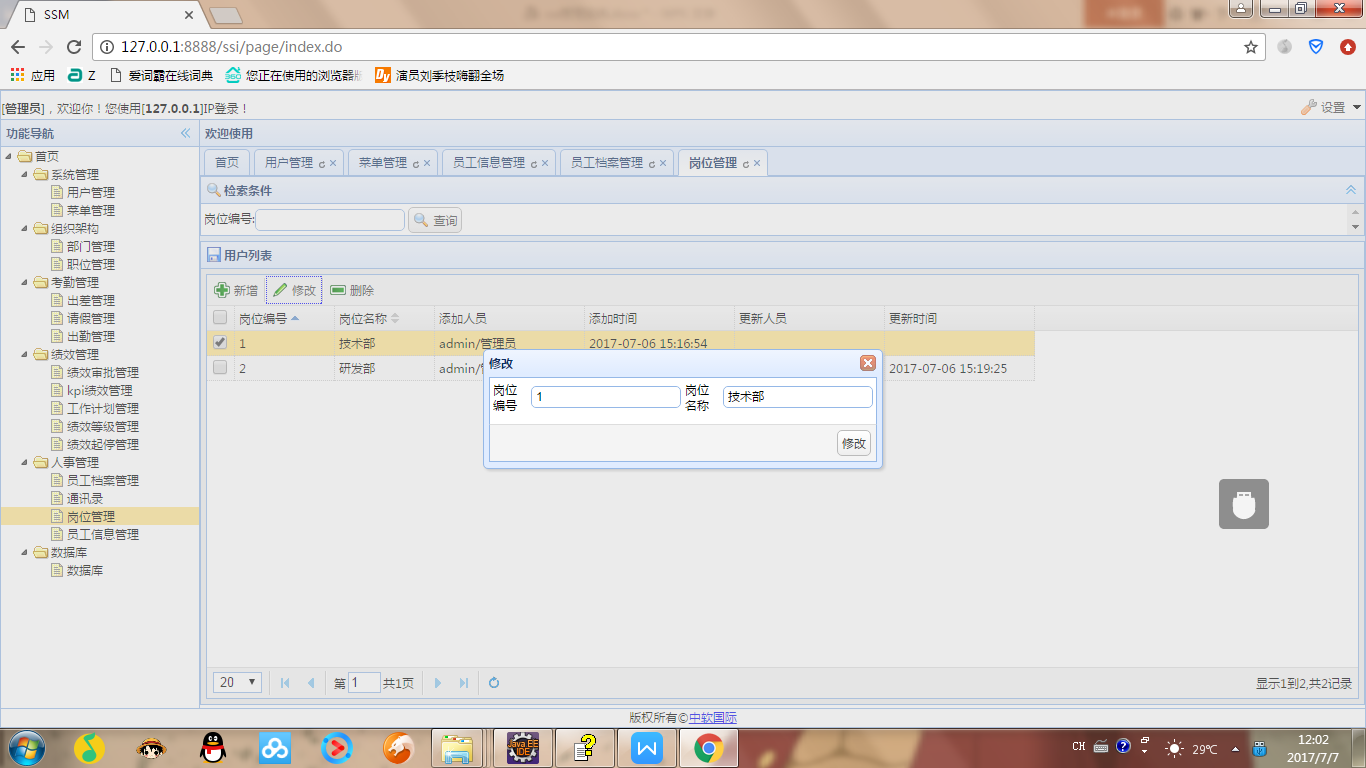 SSM
127.0.0.1:8888/ssi/page/index.do
应用 Z 爱词霸在线词典 您正在使用的浏览器版 演员刘季枝嗨翻全场
[管理员]，欢迎你！您使用[127.0.0.1]IP登录！ 设置
功能导航 欢迎使用
首页 用户管理 菜单管理 员工信息管理 员工档案管理 岗位管理
首页
系统管理
用户管理
菜单管理
组织架构
部门管理
职位管理
考勤管理
出差管理
请假管理
出勤管理
绩效管理
绩效审批管理
kpi绩效管理
工作计划管理
绩效等级管理
绩效起停管理
人事管理
员工档案管理
通讯录
岗位管理
员工信息管理
数据库
数据库
检索条件
岗位编号: 查询
用户列表
新增 修改 删除
岗位编号 岗位名称 添加人员 添加时间 更新人员 更新时间
1 技术部 admin/管理员 2017-07-06 15:16:54
2 研发部 admin/ 2017-07-06 15:19:25
修改
岗位编号 1 岗位名称 技术部
修改
20 第 1 共1页 显示1到2,共2记录
版权所有©中软国际
Java EE
IDE
CH 29℃ 12:02
2017/7/7